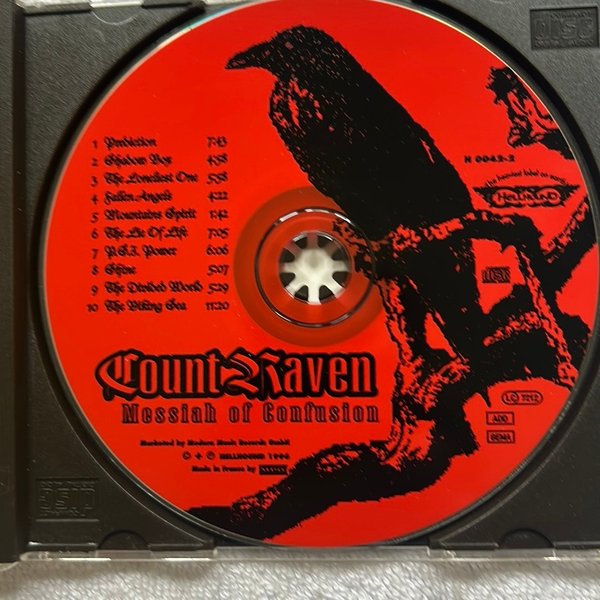 1 Prediction 7:43
2 Shadow Box 4:58
3 The Loneliest One 5:58
4 Fallen Angels 4:22
5 Mountains Spirit 1:42
6 The Lie Of Life 7:05
7 P.S.I. Power 6:06
8 Shine 5:07
9 The Divided World 5:29
10 The Viking Sea 11:20
H 0042-2
HELLHOUND
Count Raven
Messiah of Confusion
LC 7212
ADD
GEMA
Marketed by Modern Music Records GmbH
© + ℗ HELLHOUND 1996
Made in France by